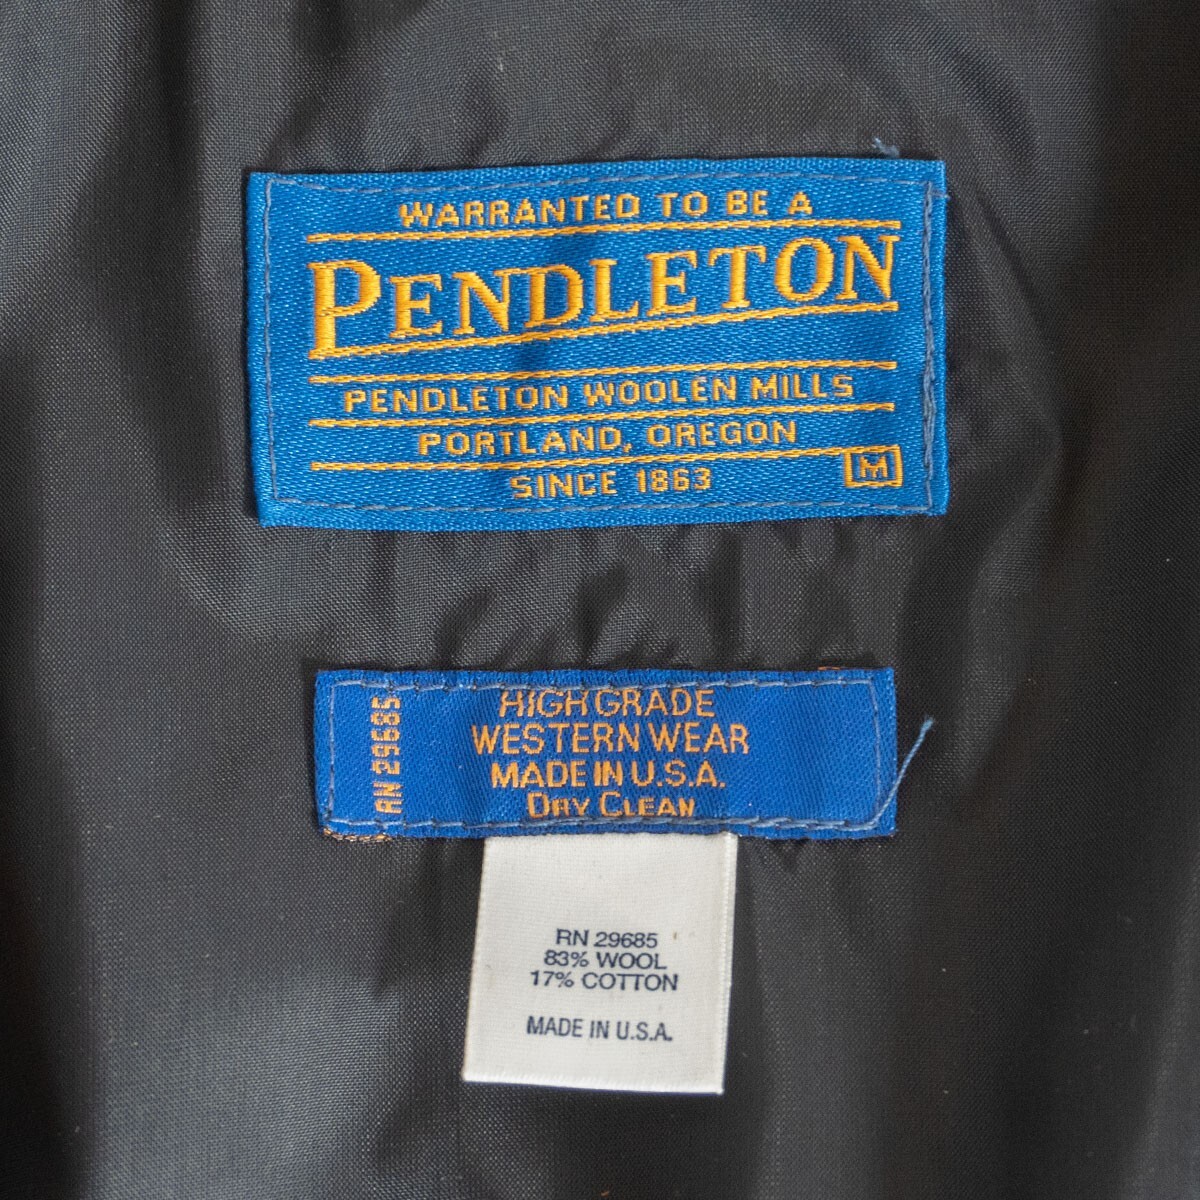 WARRANTED TO BE A
PENDLETON
PENDLETON WOOLEN MILLS
PORTLAND, OREGON
SINCE 1863
M
RN 29685
HIGH GRADE
WESTERN WEAR
MADE IN U.S.A.
DRY CLEAN
RN 29685
83% WOOL
17% COTTON
MADE IN U.S.A.